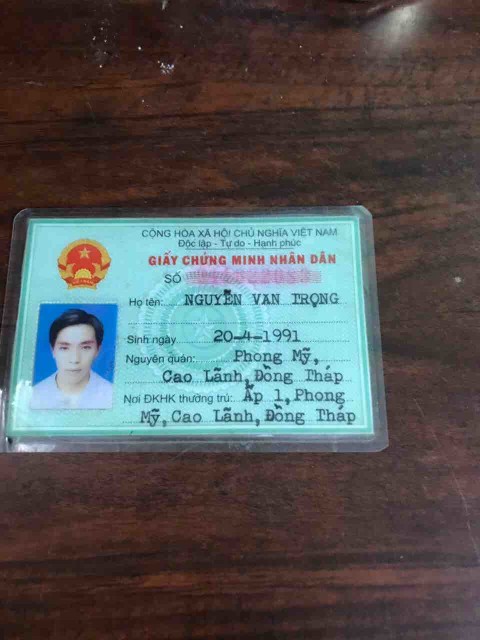 CỘNG HÒA XÃ HỘI CHỦ NGHĨA VIỆT NAM
Độc lập - Tự do - Hạnh phúc
GIẤY CHỨNG MINH NHÂN DÂN
SỐ
Họ tên: NGUYỄN VĂN TRỌNG
Sinh ngày 20-4-1991
Nguyên quán: Phong Mỹ,
Cao Lãnh, Đồng Tháp
Nơi ĐKHK thường trú: Ấp 1, Phong
Mỹ, Cao Lãnh, Đồng Tháp